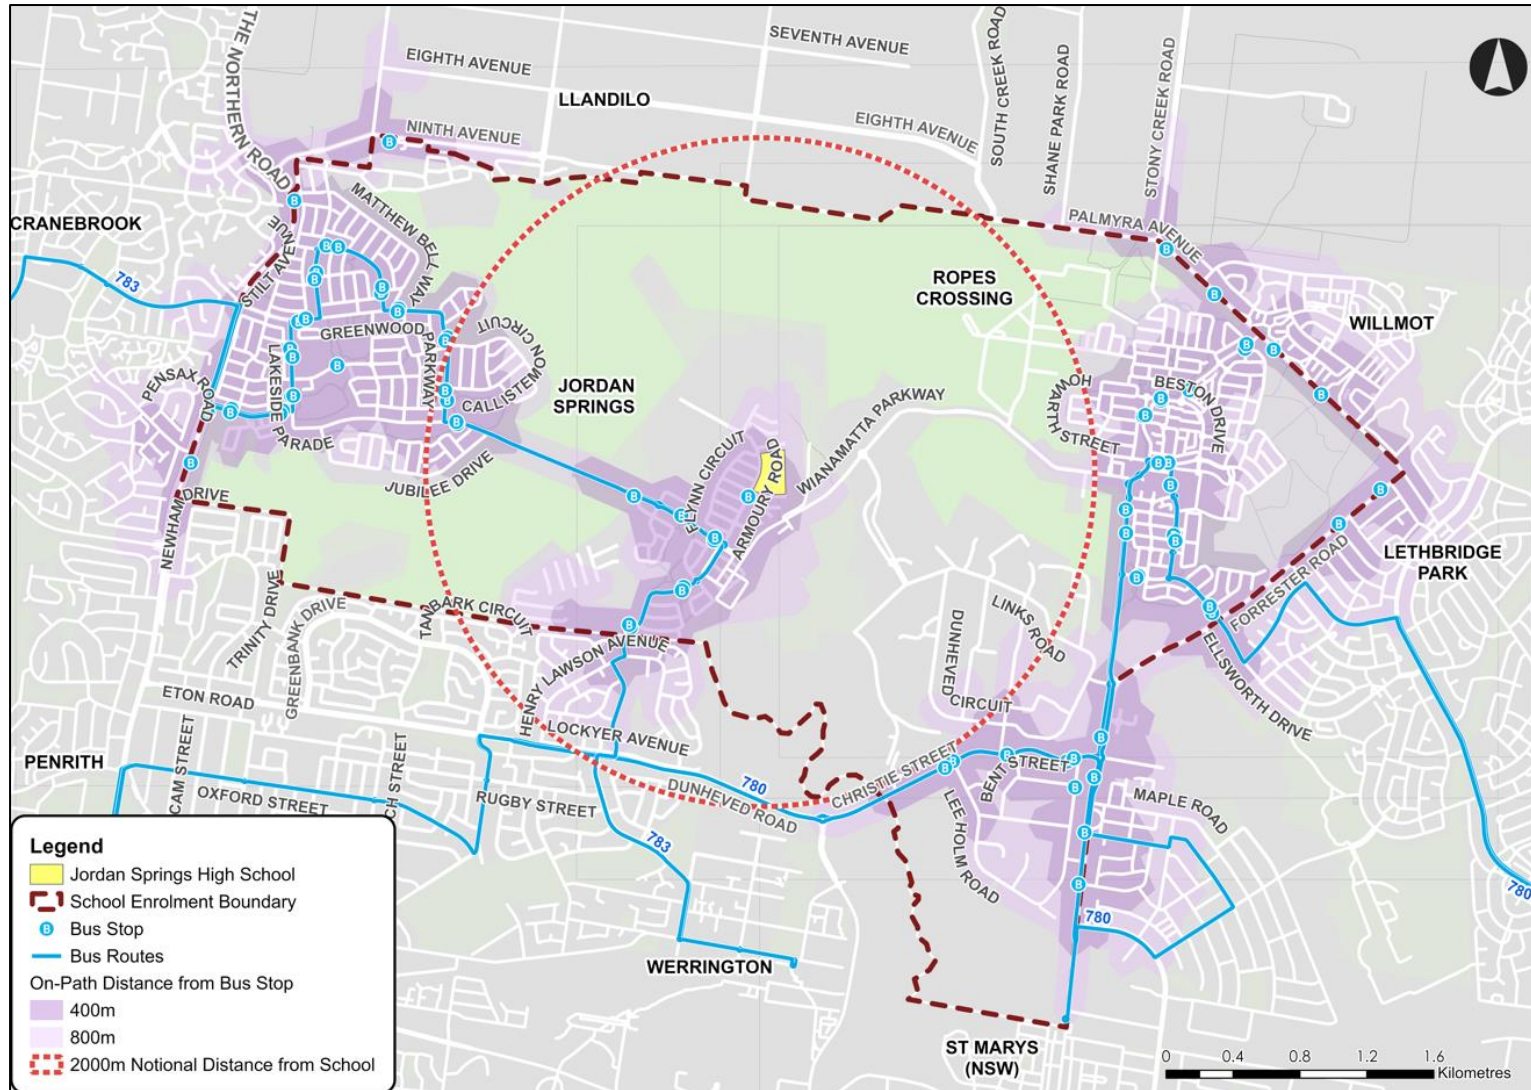 SEVENTH AVENUE
THE NORTHERN ROAD
EIGHTH AVENUE
SOUTH CREEK ROAD
SHANE PARK ROAD
STONY CREEK ROAD
LLANDILO
NINTH AVENUE
EIGHTH AVENUE
CRANEBROOK
MATTHEW BELL WAY
PALMYRA AVENUE
783
STILT AVENUE
ROPES
CROSSING
WILLMOT
GREENWOOD
PARKWAY
CALLISTEMON CIRCUIT
LAKESIDE
PARADE
PENSAX ROAD
JORDAN
SPRINGS
BESTON DRIVE
HOWARTH STREET
WIANAMATTA PARKWAY
FLYNN CIRCUIT
ARMOURY ROAD
JUBILEE DRIVE
NEWHAM DRIVE
LETHBRIDGE
PARK
FORRESTER ROAD
TRINITY DRIVE
GREENBANK DRIVE
TANBARK CIRCUIT
HENRY LAWSON AVENUE
LINKS ROAD
DUNHEVED
CIRCUIT
ELLSWORTH DRIVE
ETON ROAD
LOCKYER AVENUE
PENRITH
CAM STREET
OXFORD STREET
CH STREET
RUGBY STREET
780
DUNHEVED ROAD
CHRISTIE STREET
BENT STREET
LEE HOLM ROAD
MAPLE ROAD
783
780
780
WERRINGTON
ST MARYS
(NSW)
Legend
Jordan Springs High School
School Enrolment Boundary
B Bus Stop
Bus Routes
On-Path Distance from Bus Stop
400m
800m
2000m Notional Distance from School
0 0.4 0.8 1.2 1.6
Kilometres